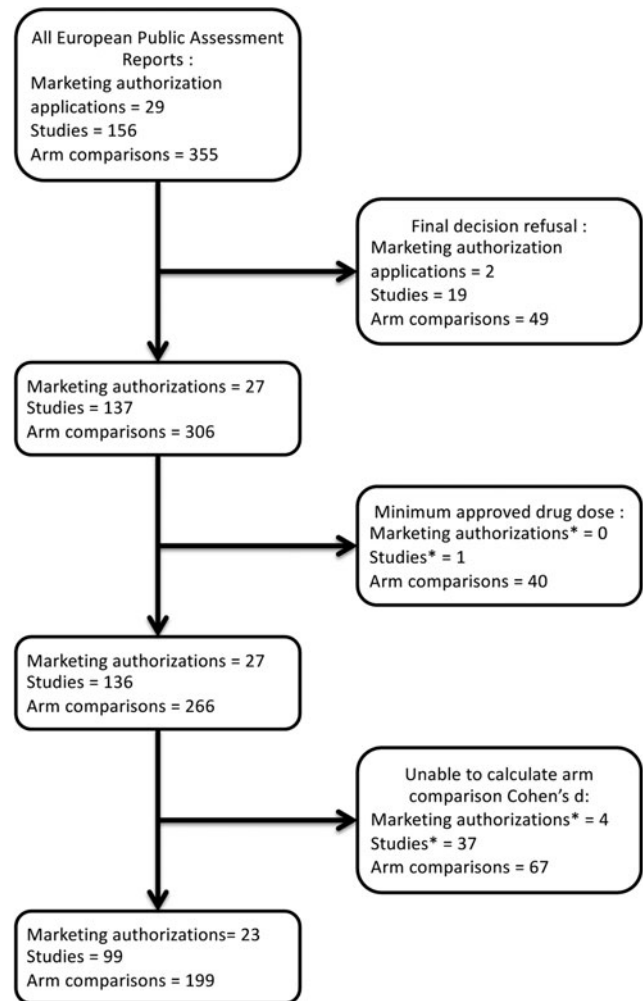 All European Public Assessment
Reports :
Marketing authorization
applications = 29
Studies = 156
Arm comparisons = 355
Final decision refusal :
Marketing authorization
applications = 2
Studies = 19
Arm comparisons = 49
Marketing authorizations = 27
Studies = 137
Arm comparisons = 306
Minimum approved drug dose :
Marketing authorizations* = 0
Studies* = 1
Arm comparisons = 40
Marketing authorizations = 27
Studies = 136
Arm comparisons = 266
Unable to calculate arm
comparison Cohen's d:
Marketing authorizations* = 4
Studies* = 37
Arm comparisons = 67
Marketing authorizations= 23
Studies = 99
Arm comparisons = 199